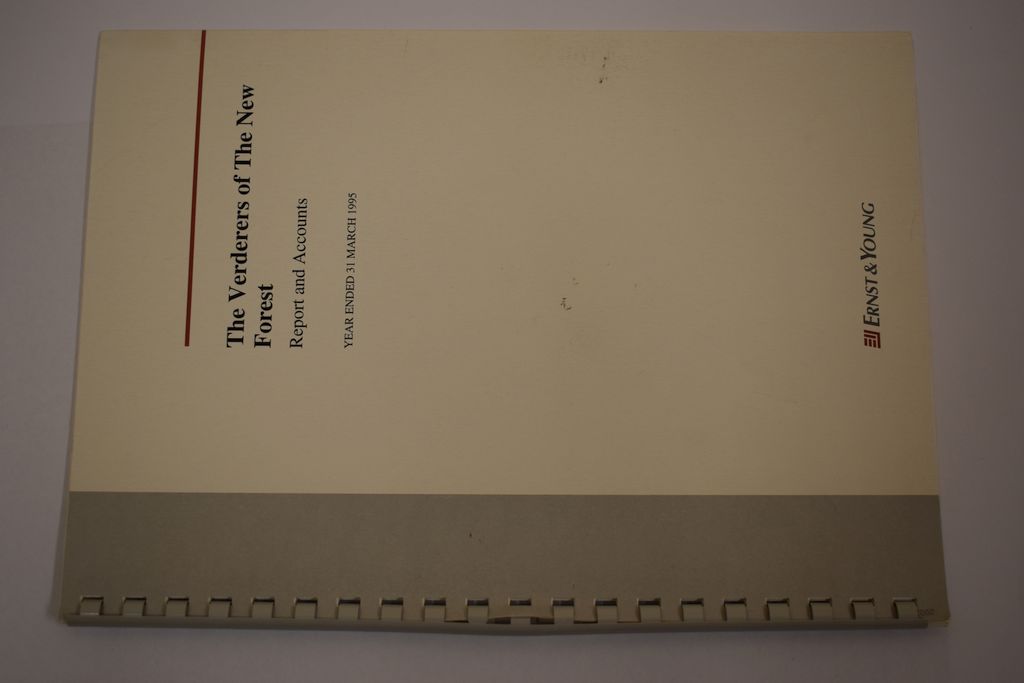 The Verderers of The New
Forest
Report and Accounts
YEAR ENDED 31 MARCH 1995
ERNST & YOUNG